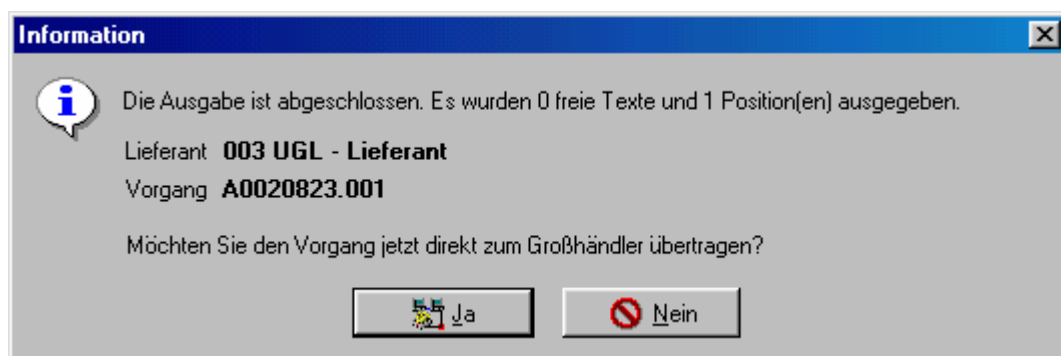 Information
Die Ausgabe ist abgeschlossen. Es wurden 0 freie Texte und 1 Position(en) ausgegeben.
Lieferant 003 UGL - Lieferant
Vorgang A0020823.001
Möchten Sie den Vorgang jetzt direkt zum Großhändler übertragen?
Ja Nein